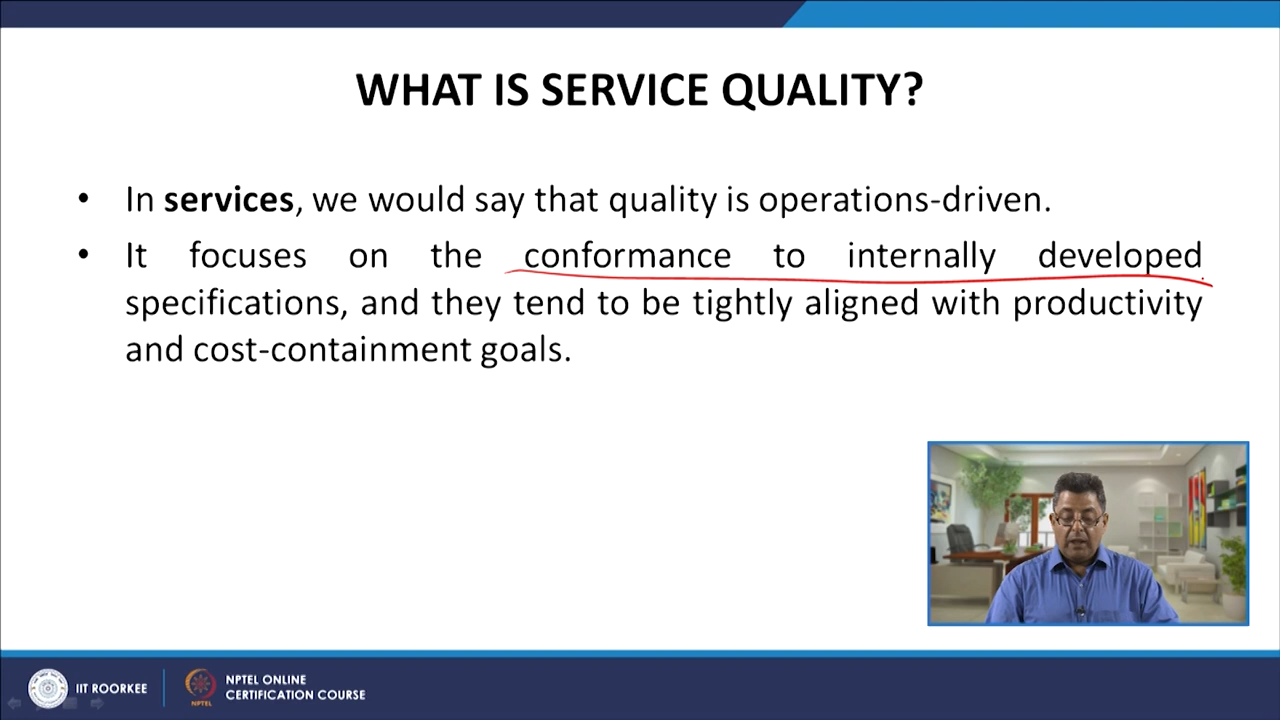 WHAT IS SERVICE QUALITY?
• In services, we would say that quality is operations-driven.
• It focuses on the conformance to internally developed
specifications, and they tend to be tightly aligned with productivity
and cost-containment goals.
IIT ROORKEE
NPTEL
NPTEL ONLINE
CERTIFICATION COURSE